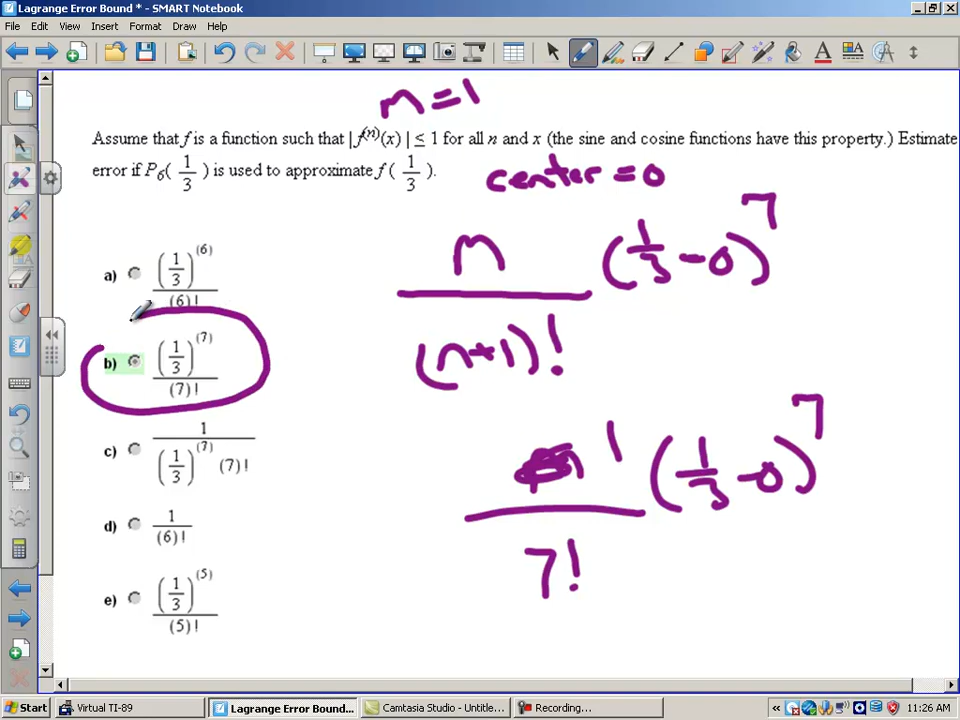 Lagrange Error Bound * - SMART Notebook
File Edit View Insert Format Draw Help
m=1
Assume that f is a function such that | f⁽ⁿ⁾(x) | ≤ 1 for all n and x (the sine and cosine functions have this property.) Estimate
error if P₆( 1/3 ) is used to approximate f ( 1/3 ).
center = 0
m/(n+1)! (1/3 - 0)^7
a) (1/3)^(6) / (6)!
b) (1/3)^(7) / (7)!
c) 1 / ((1/3)^(7) (7)!)
1/7! (1/3 - 0)^7
d) 1 / (6)!
e) (1/3)^(5) / (5)!
Start Virtual TI-89 Lagrange Error Bound... Camtasia Studio - Untitle... Recording... 11:26 AM